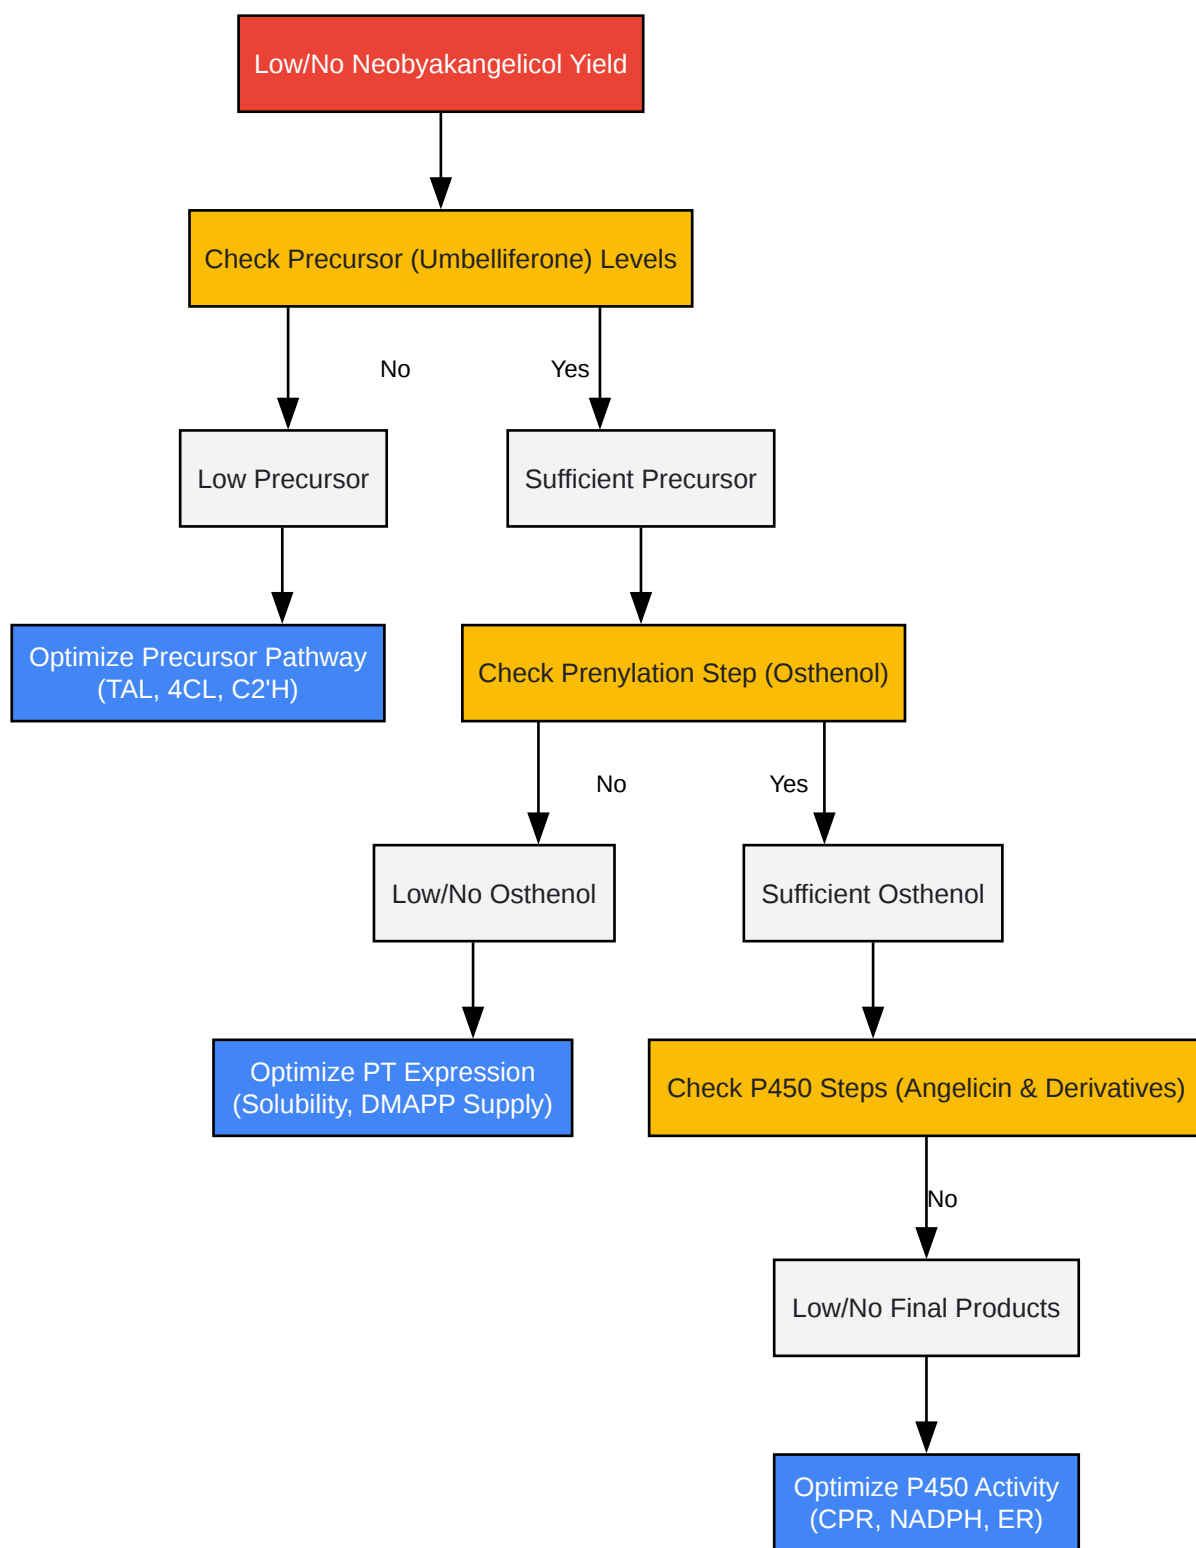 Low/No Neobyakangelicol Yield
Check Precursor (Umbelliferone) Levels
No
Yes
Low Precursor
Sufficient Precursor
Optimize Precursor Pathway
(TAL, 4CL, C2'H)
Check Prenylation Step (Osthenol)
No
Yes
Low/No Osthenol
Sufficient Osthenol
Optimize PT Expression
(Solubility, DMAPP Supply)
Check P450 Steps (Angelicin & Derivatives)
No
Low/No Final Products
Optimize P450 Activity
(CPR, NADPH, ER)